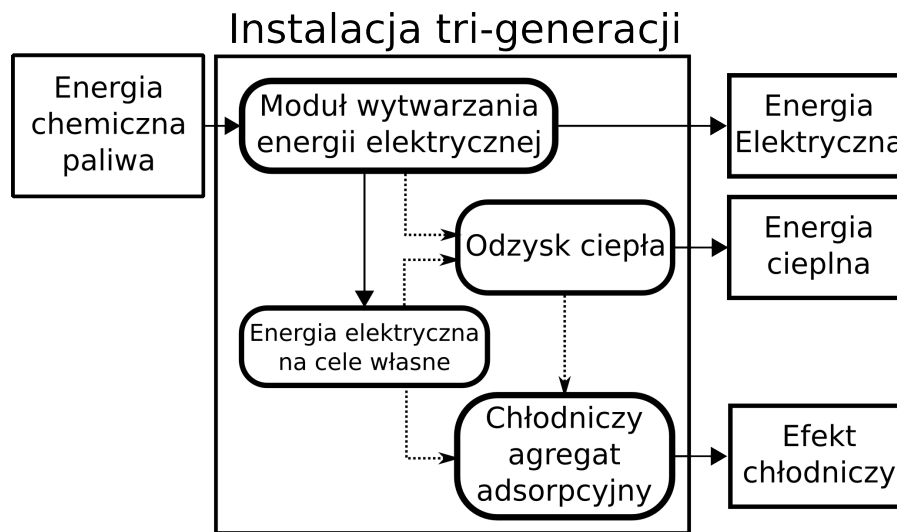 Instalacja tri-generacji
Energia
chemiczna
paliwa
Moduł wytwarzania
energii elektrycznej
Energia
Elektryczna
Odzysk ciepła
Energia
cieplna
Energia elektryczna
na cele własne
Chłodniczy
agregat
adsorpcyjny
Efekt
chłodniczy